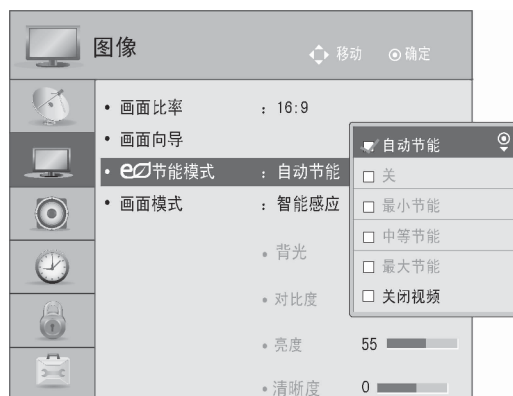 图像
移动 确定
• 画面比率 : 16:9
• 画面向导
• eco节能模式 : 自动节能
• 画面模式 : 智能感应
• 背光
• 对比度
• 亮度 55
• 清晰度 0
自动节能
关
最小节能
中等节能
最大节能
关闭视频